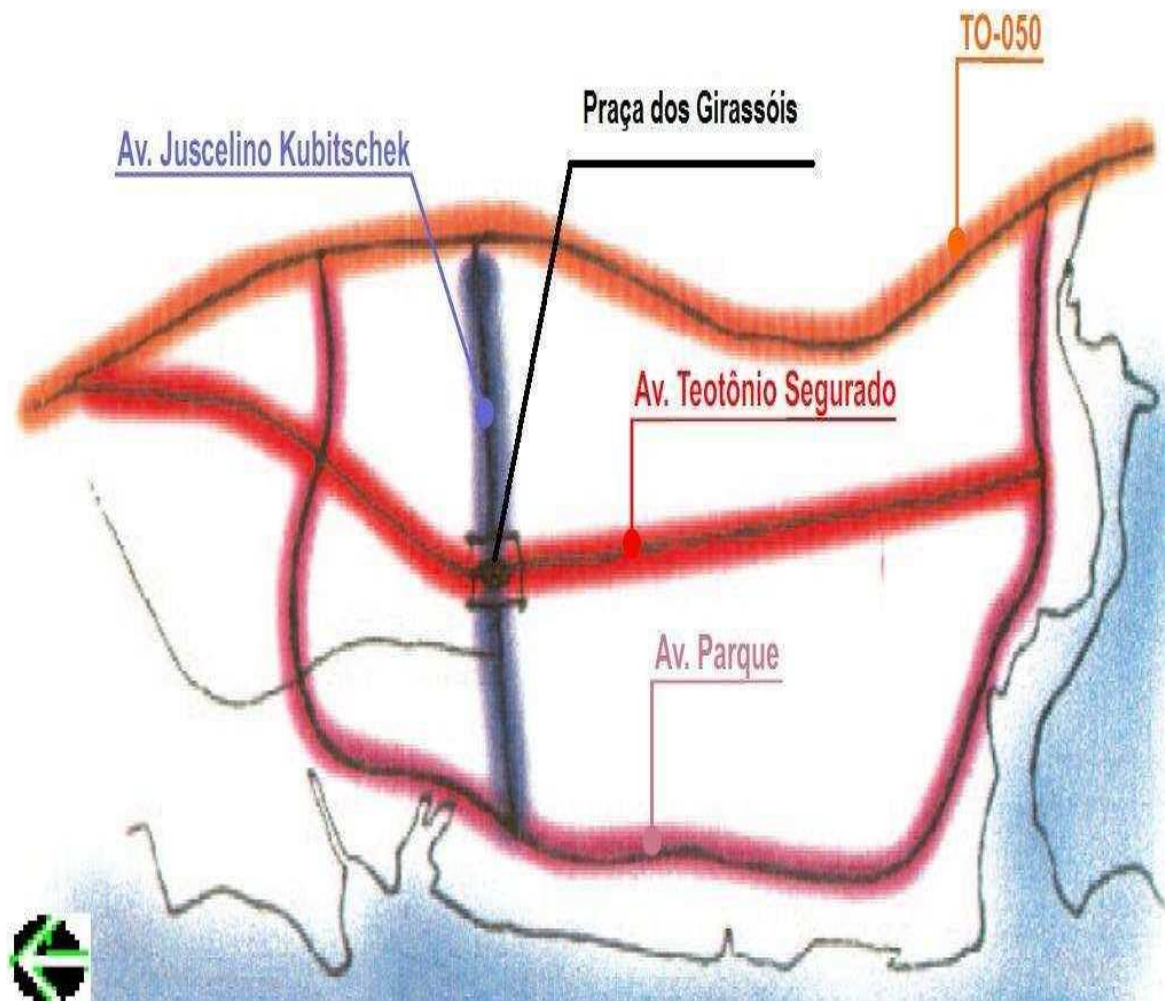 TO-050
Praça dos Girassóis
Av. Juscelino Kubitschek
Av. Teotônio Segurado
Av. Parque